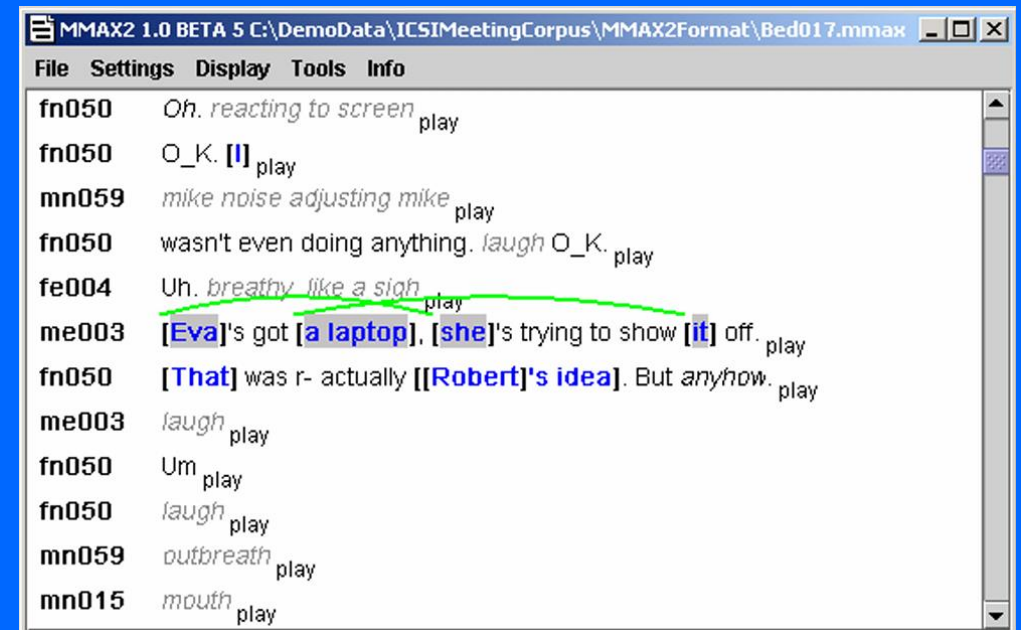 MMAX2 1.0 BETA 5 C:\DemoData\ICSIMeetingCorpus\MMAX2Format\Bed017.mmax
File Settings Display Tools Info
fn050 Oh. reacting to screen play
fn050 O_K. [I] play
mn059 mike noise adjusting mike play
fn050 wasn't even doing anything. laugh O_K. play
fe004 Uh. breathy like a sigh play
me003 [Eva]'s got [a laptop], [she]'s trying to show [it] off. play
fn050 [That] was r- actually [[Robert]'s idea]. But anyhow. play
me003 laugh play
fn050 Um play
fn050 laugh play
mn059 outbreath play
mn015 mouth play